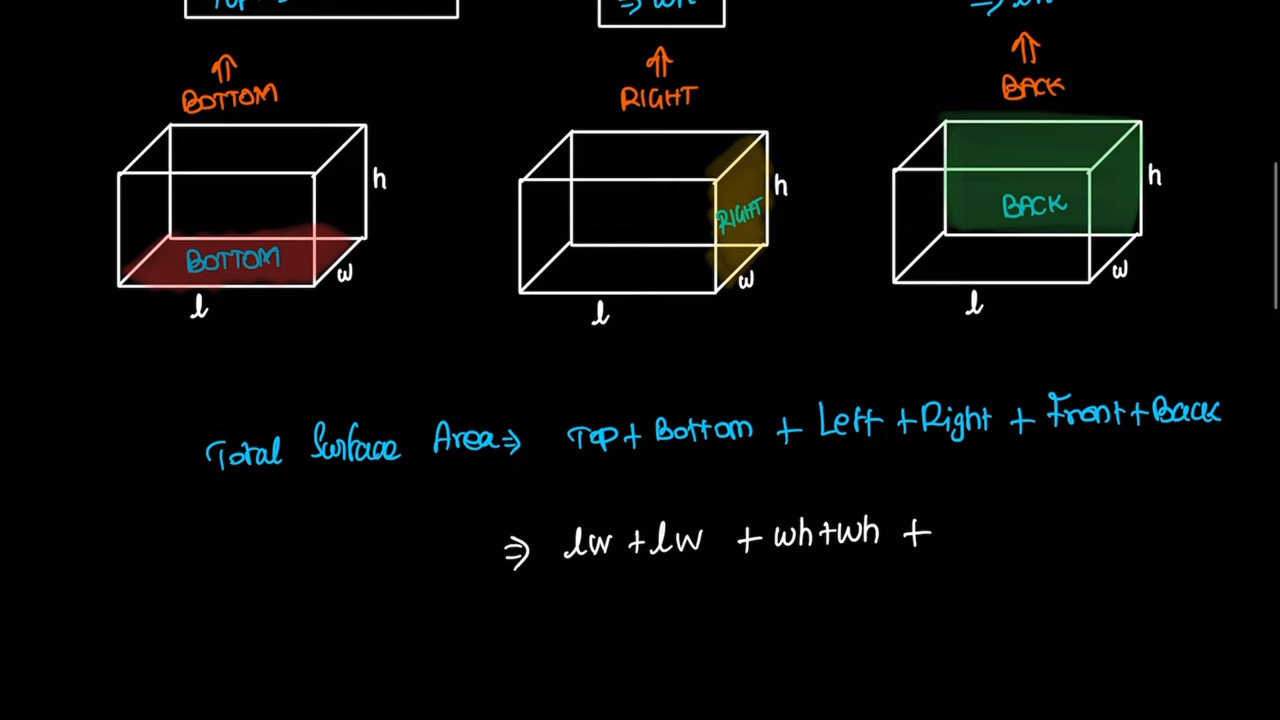 ⇒ wh
BOTTOM RIGHT BACK
h h h
BOTTOM RIGHT BACK
w w w
l l l
Total Surface Area ⇒ Top + Bottom + Left + Right + Front + Back
⇒ lw + lw + wh + wh +